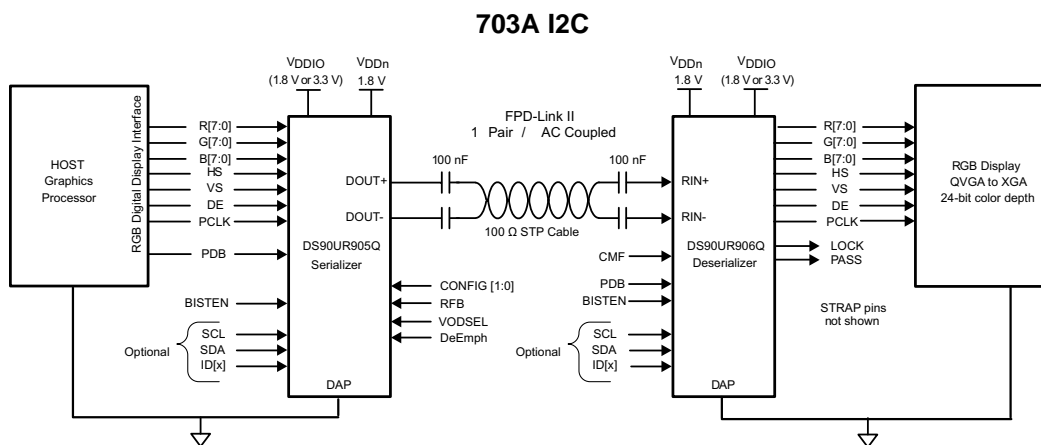 703A I2C
VDDIO
(1.8 V or 3.3 V)
VDDn
1.8 V
VDDn
1.8 V
VDDIO
(1.8 V or 3.3 V)
HOST
Graphics
Processor
RGB Digital Display Interface
R[7:0]
G[7:0]
B[7:0]
HS
VS
DE
PCLK
PDB
BISTEN
Optional
SCL
SDA
ID[x]
DOUT+
DOUT-
DS90UR905Q
Serializer
DAP
FPD-Link II
1 Pair / AC Coupled
100 nF
100 nF
100 Ω STP Cable
CONFIG [1:0]
RFB
VODSEL
DeEmph
CMF
PDB
BISTEN
Optional
SCL
SDA
ID[x]
RIN+
RIN-
DS90UR906Q
Deserializer
DAP
R[7:0]
G[7:0]
B[7:0]
HS
VS
DE
PCLK
LOCK
PASS
STRAP pins
not shown
RGB Display
QVGA to XGA
24-bit color depth